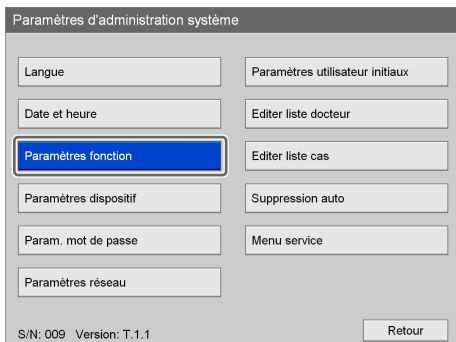 Paramètres d'administration système
Langue
Date et heure
Paramètres fonction
Paramètres dispositif
Param. mot de passe
Paramètres réseau
Paramètres utilisateur initiaux
Editer liste docteur
Editer liste cas
Suppression auto
Menu service
S/N: 009 Version: T.1.1
Retour